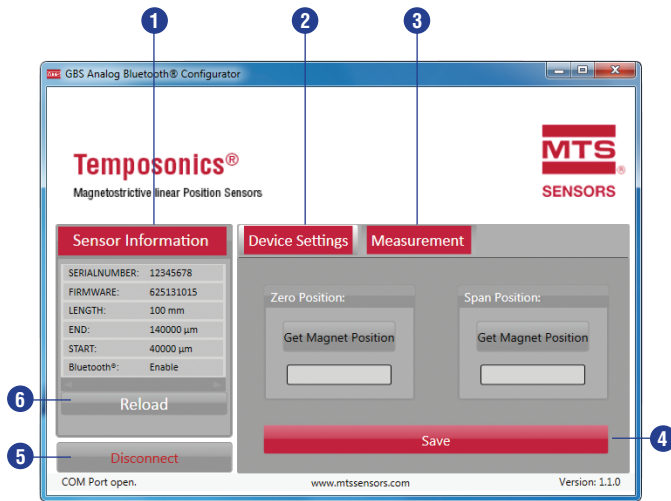 1 2 3
GBS Analog Bluetooth® Configurator
Temposonics®
Magnetostrictive linear Position Sensors
MTS®
SENSORS
Sensor Information
SERIALNUMBER: 12345678
FIRMWARE: 625131015
LENGTH: 100 mm
END: 140000 µm
START: 40000 µm
Bluetooth®: Enable
6 Reload
5 Disconnect
Device Settings Measurement
Zero Position: Span Position:
Get Magnet Position Get Magnet Position
Save 4
COM Port open. www.mtssensors.com Version: 1.1.0